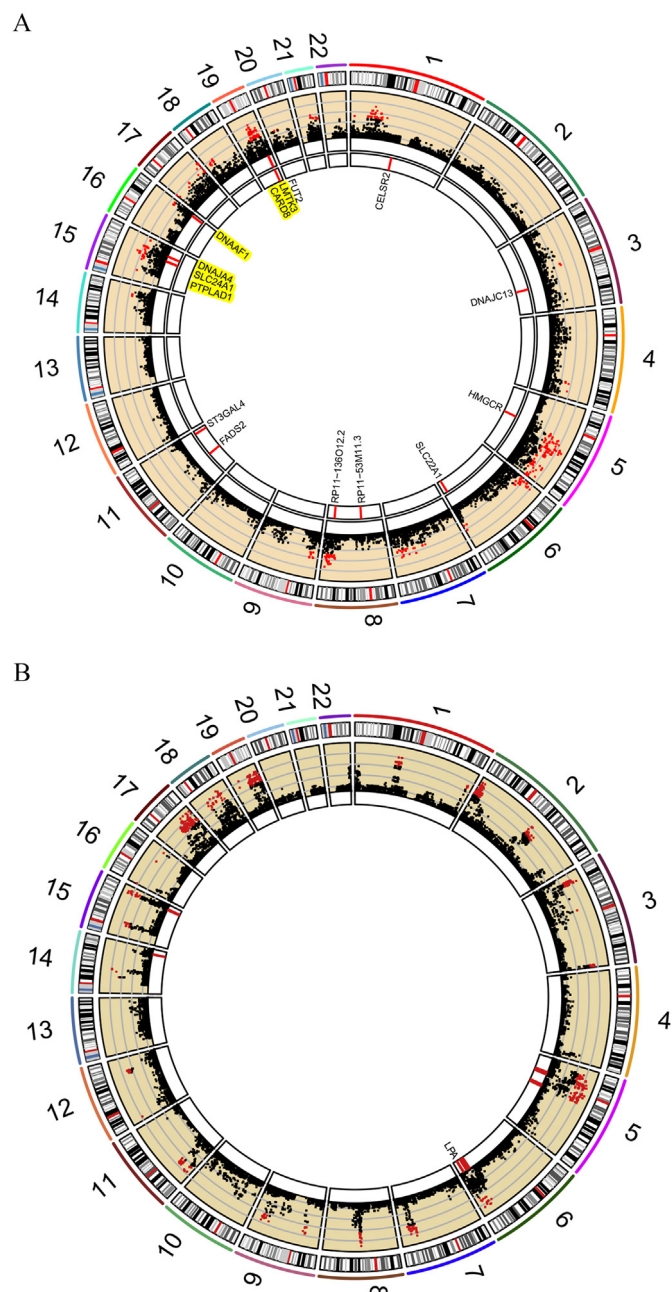 A
1
2
3
4
5
6
7
8
9
10
11
12
13
14
15
16
17
18
19
20
21
22
CELSR2
DNAJC13
HMGCR
SLC22A1
RP11-53M11.3
RP11-136O12.2
FADS2
ST3GAL4
PTPLAD1
SLC24A1
DNAJA4
DNAAF1
CARD8
LMTK3
FUT2
B
1
2
3
4
5
6
7
8
9
10
11
12
13
14
15
16
17
18
19
20
21
22
LPA